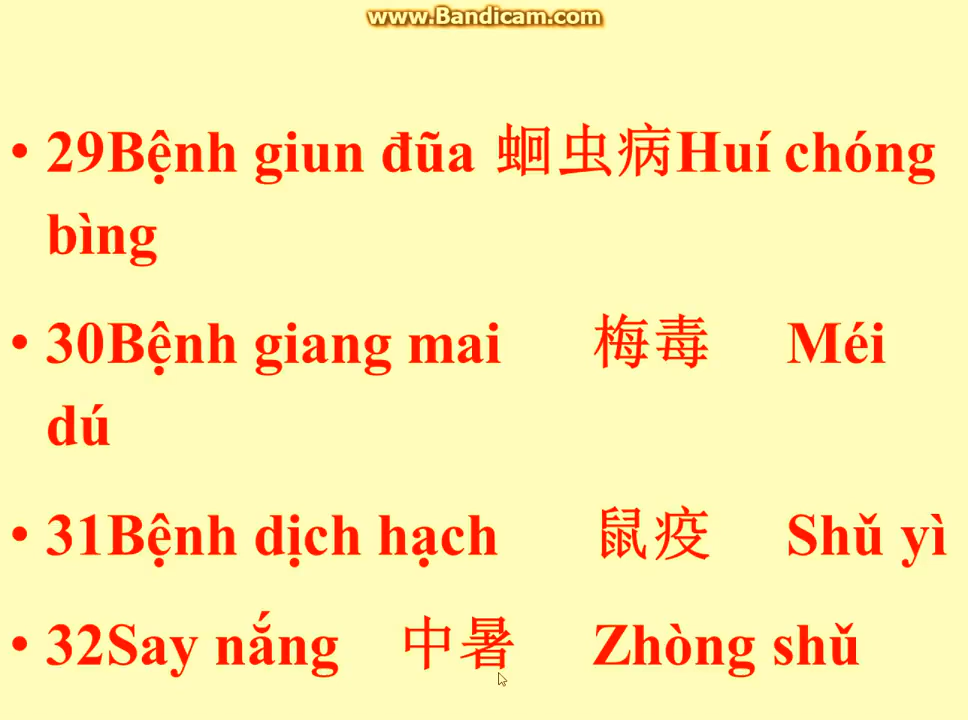 www.Bandicam.com
• 29Bệnh giun đũa 蛔虫病Huí chóng
bìng
• 30Bệnh giang mai 梅毒 Méi
dú
• 31Bệnh dịch hạch 鼠疫 Shǔ yì
• 32Say nắng 中暑 Zhòng shǔ